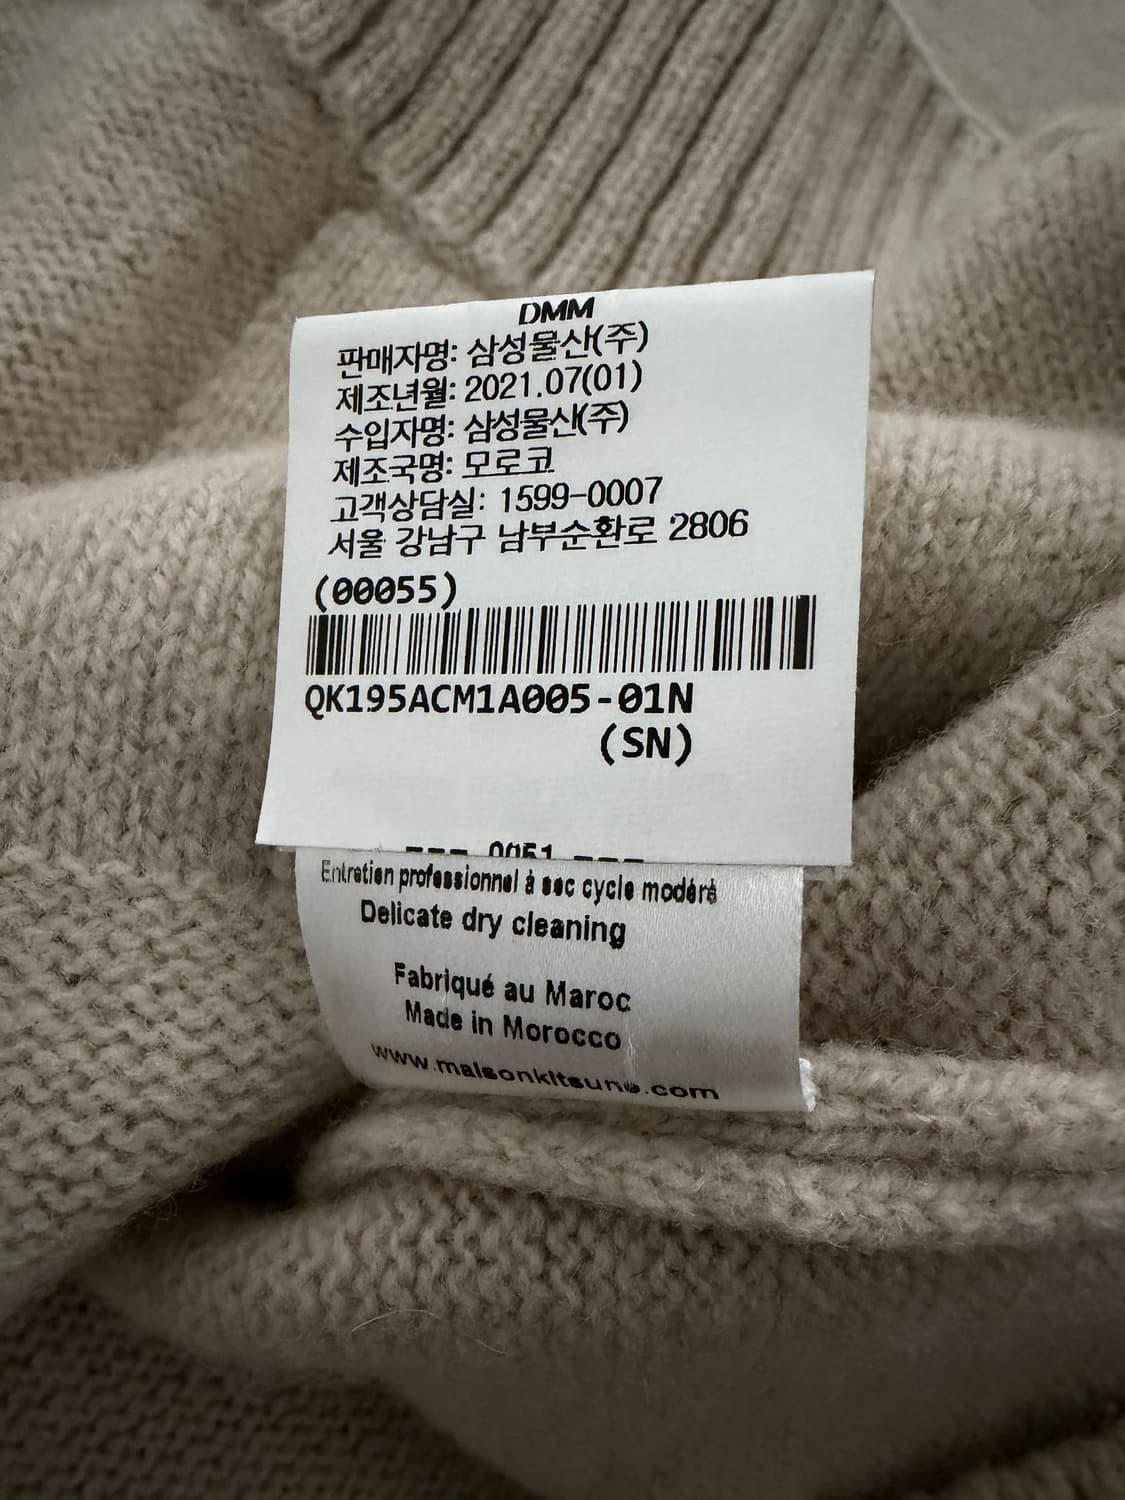 DMM
판매자명: 삼성물산(주)
제조년월: 2021.07(01)
수입자명: 삼성물산(주)
제조국명: 모로코
고객상담실: 1599-0007
서울 강남구 남부순환로 2806
(00055)
QK195ACM1A005-01N
(SN)
--- 0051 ---
Entretien professionnel à sec cycle modéré
Delicate dry cleaning
Fabriqué au Maroc
Made in Morocco
www.maisonkitsune.com